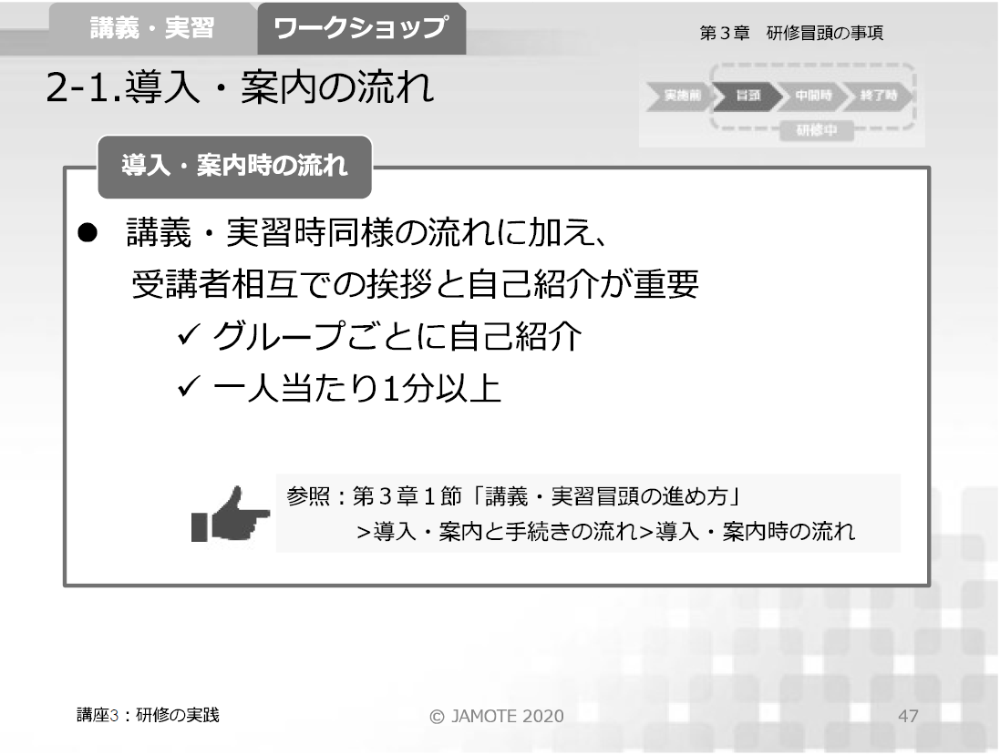 講義・実習
ワークショップ
第３章　研修冒頭の事項
2-1.導入・案内の流れ
実施前
冒頭
中間時
終了時
研修中
導入・案内時の流れ
● 講義・実習時同様の流れに加え、
受講者相互での挨拶と自己紹介が重要
✓ グループごとに自己紹介
✓ 一人当たり1分以上
参照：第３章１節「講義・実習冒頭の進め方」
>導入・案内と手続きの流れ>導入・案内時の流れ
講座3：研修の実践
© JAMOTE 2020
47